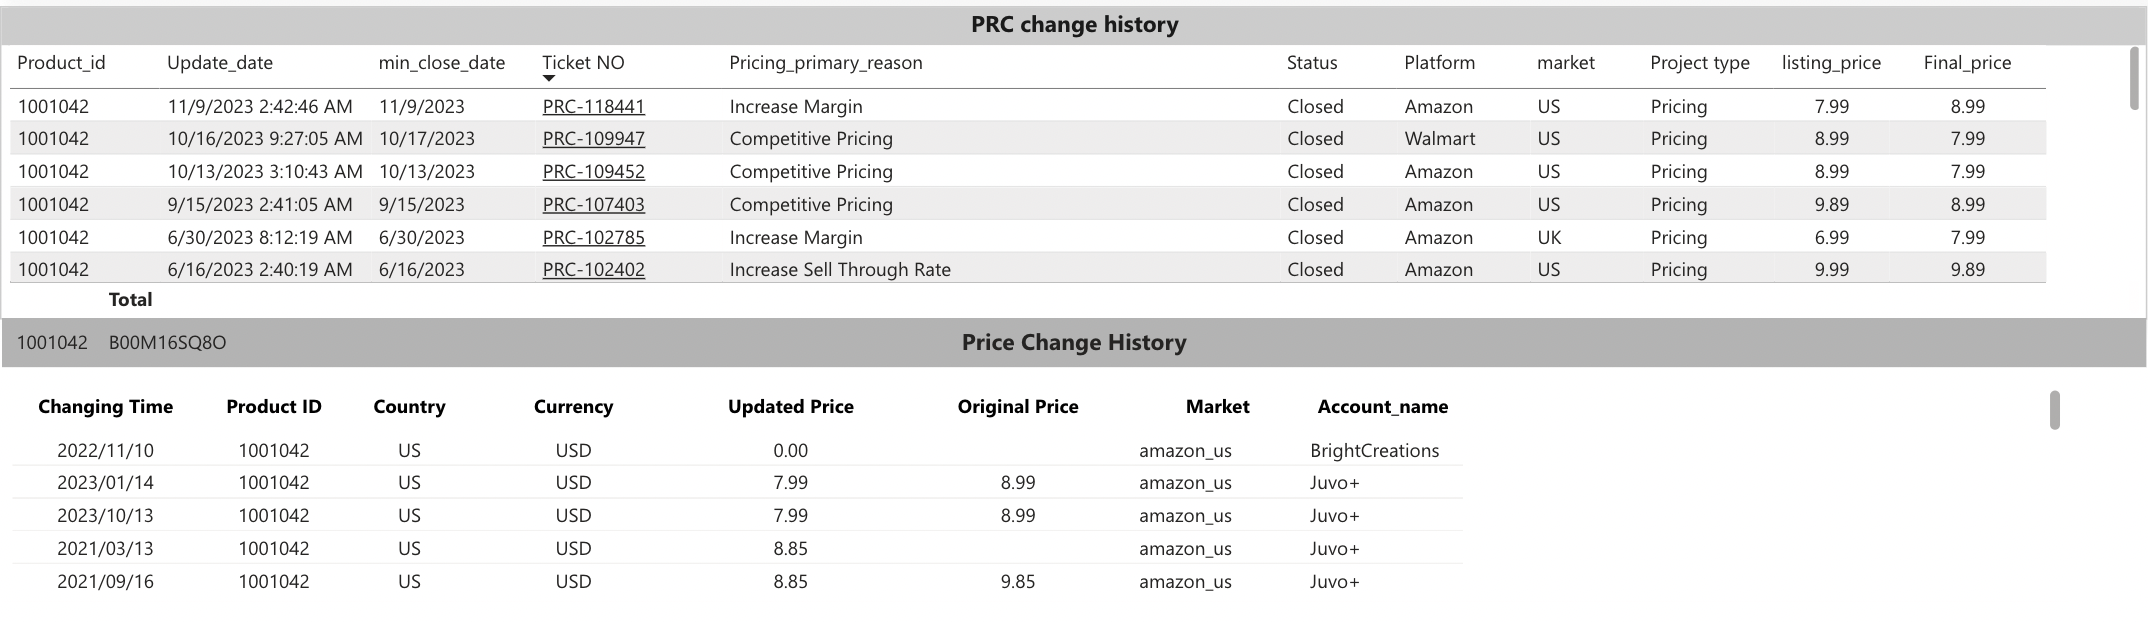 PRC change history
Product_id Update_date min_close_date Ticket NO Pricing_primary_reason Status Platform market Project type listing_price Final_price
1001042 11/9/2023 2:42:46 AM 11/9/2023 PRC-118441 Increase Margin Closed Amazon US Pricing 7.99 8.99
1001042 10/16/2023 9:27:05 AM 10/17/2023 PRC-109947 Competitive Pricing Closed Walmart US Pricing 8.99 7.99
1001042 10/13/2023 3:10:43 AM 10/13/2023 PRC-109452 Competitive Pricing Closed Amazon US Pricing 8.99 7.99
1001042 9/15/2023 2:41:05 AM 9/15/2023 PRC-107403 Competitive Pricing Closed Amazon US Pricing 9.89 8.99
1001042 6/30/2023 8:12:19 AM 6/30/2023 PRC-102785 Increase Margin Closed Amazon UK Pricing 6.99 7.99
1001042 6/16/2023 2:40:19 AM 6/16/2023 PRC-102402 Increase Sell Through Rate Closed Amazon US Pricing 9.99 9.89
Total
1001042 B00M16SQ8O Price Change History
Changing Time Product ID Country Currency Updated Price Original Price Market Account_name
2022/11/10 1001042 US USD 0.00 amazon_us BrightCreations
2023/01/14 1001042 US USD 7.99 8.99 amazon_us Juvo+
2023/10/13 1001042 US USD 7.99 8.99 amazon_us Juvo+
2021/03/13 1001042 US USD 8.85 amazon_us Juvo+
2021/09/16 1001042 US USD 8.85 9.85 amazon_us Juvo+